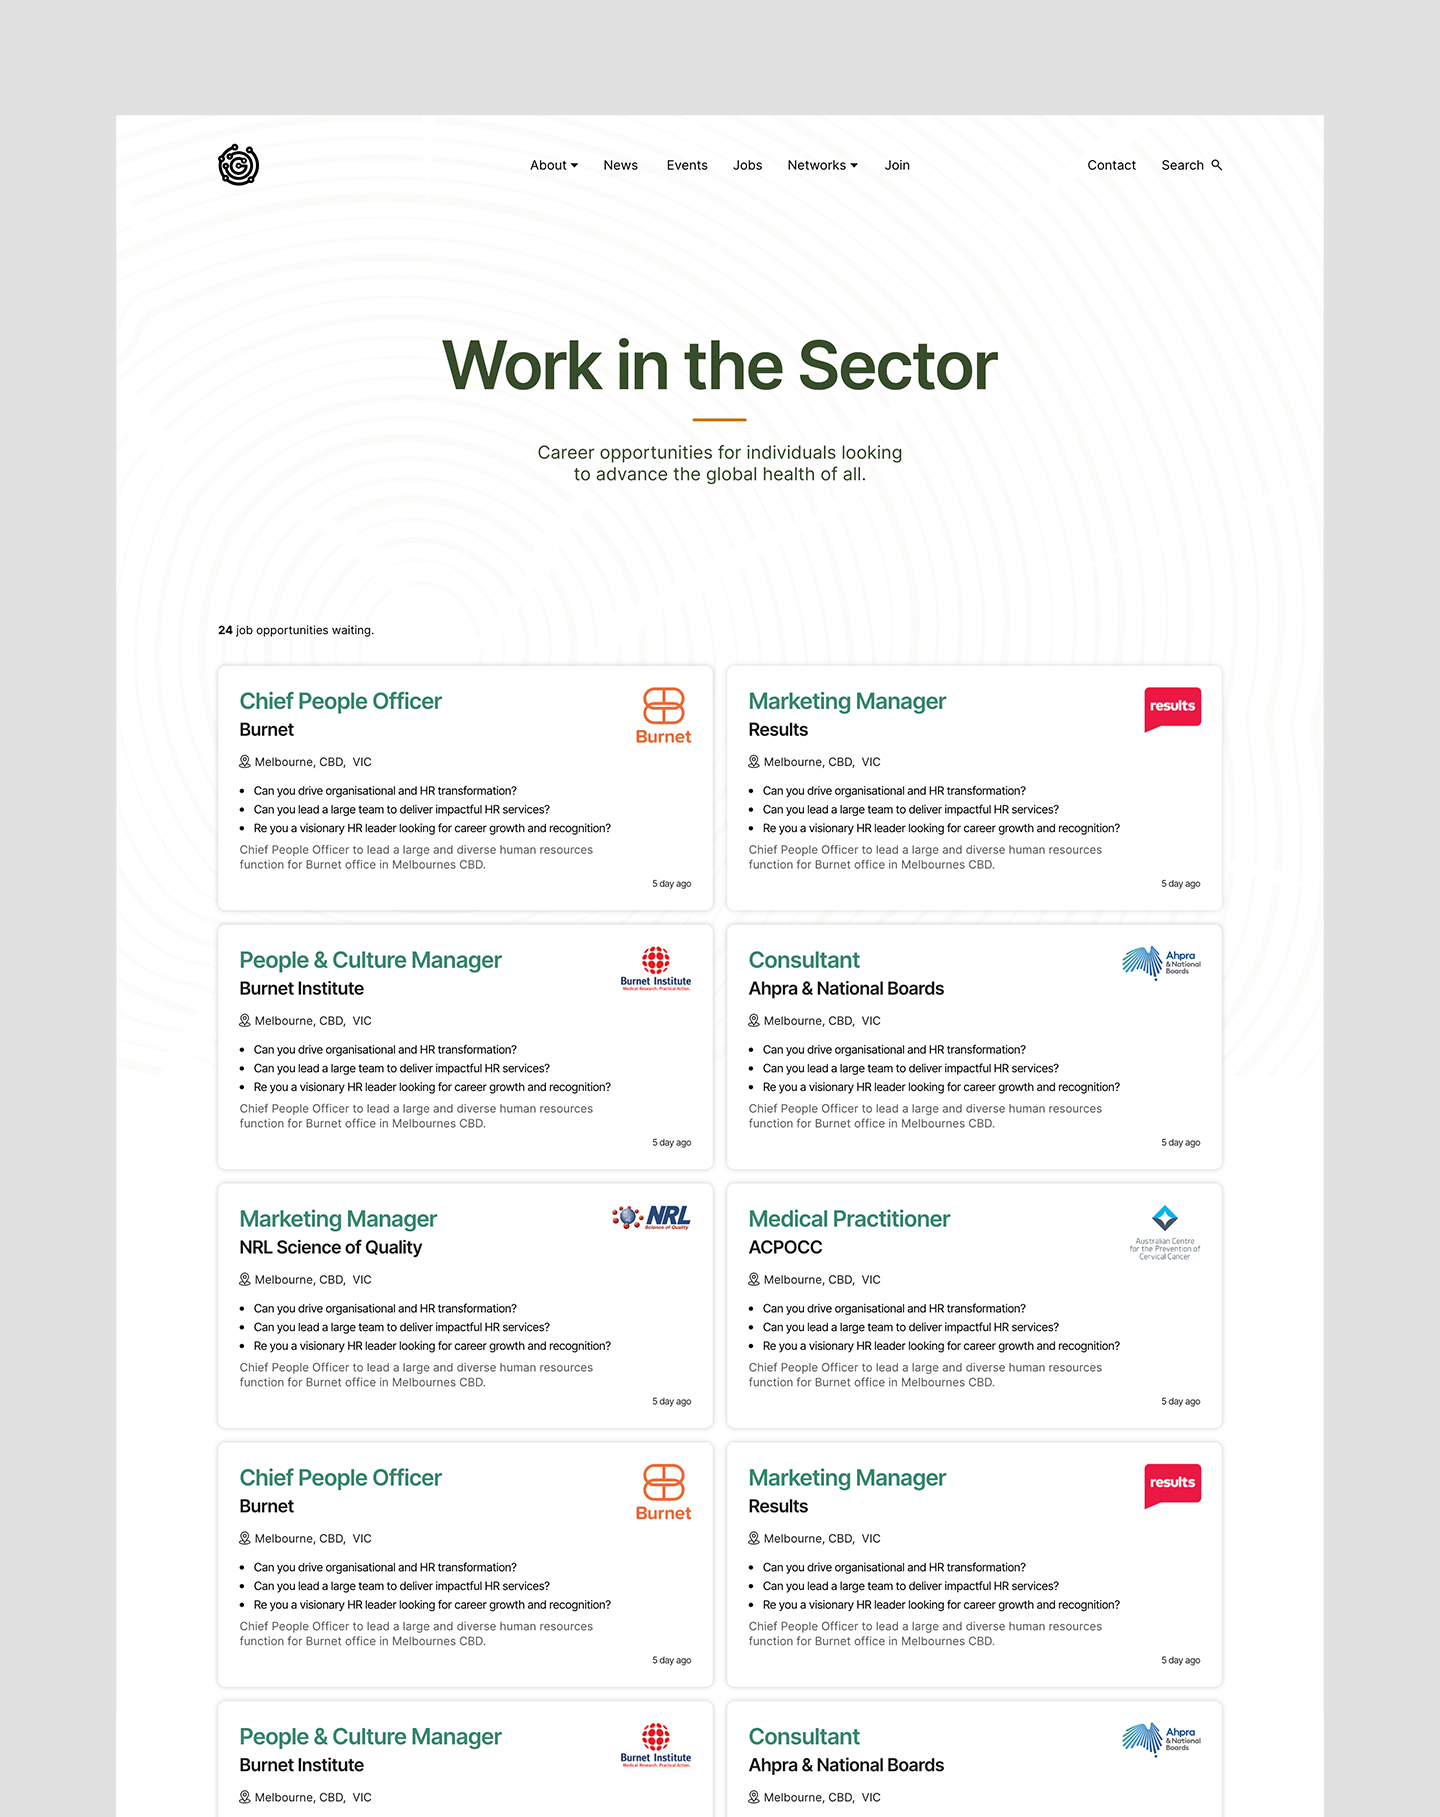 About News Events Jobs Networks Join Contact Search
Work in the Sector
Career opportunities for individuals looking
to advance the global health of all.
24 job opportunities waiting.
Chief People Officer
Burnet
Burnet
Melbourne, CBD, VIC
Can you drive organisational and HR transformation?
Can you lead a large team to deliver impactful HR services?
Re you a visionary HR leader looking for career growth and recognition?
Chief People Officer to lead a large and diverse human resources
function for Burnet office in Melbournes CBD.
5 day ago
Marketing Manager
results
Results
Melbourne, CBD, VIC
Can you drive organisational and HR transformation?
Can you lead a large team to deliver impactful HR services?
Re you a visionary HR leader looking for career growth and recognition?
Chief People Officer to lead a large and diverse human resources
function for Burnet office in Melbournes CBD.
5 day ago
People & Culture Manager
Burnet Institute
Medical Research. Practical Action.
Burnet Institute
Melbourne, CBD, VIC
Can you drive organisational and HR transformation?
Can you lead a large team to deliver impactful HR services?
Re you a visionary HR leader looking for career growth and recognition?
Chief People Officer to lead a large and diverse human resources
function for Burnet office in Melbournes CBD.
5 day ago
Consultant
Ahpra
& National
Boards
Ahpra & National Boards
Melbourne, CBD, VIC
Can you drive organisational and HR transformation?
Can you lead a large team to deliver impactful HR services?
Re you a visionary HR leader looking for career growth and recognition?
Chief People Officer to lead a large and diverse human resources
function for Burnet office in Melbournes CBD.
5 day ago
Marketing Manager
NRL
Science of Quality
NRL Science of Quality
Melbourne, CBD, VIC
Can you drive organisational and HR transformation?
Can you lead a large team to deliver impactful HR services?
Re you a visionary HR leader looking for career growth and recognition?
Chief People Officer to lead a large and diverse human resources
function for Burnet office in Melbournes CBD.
5 day ago
Medical Practitioner
Australian Centre
for the Prevention of
Cervical Cancer
ACPOCC
Melbourne, CBD, VIC
Can you drive organisational and HR transformation?
Can you lead a large team to deliver impactful HR services?
Re you a visionary HR leader looking for career growth and recognition?
Chief People Officer to lead a large and diverse human resources
function for Burnet office in Melbournes CBD.
5 day ago
Chief People Officer
Burnet
Burnet
Melbourne, CBD, VIC
Can you drive organisational and HR transformation?
Can you lead a large team to deliver impactful HR services?
Re you a visionary HR leader looking for career growth and recognition?
Chief People Officer to lead a large and diverse human resources
function for Burnet office in Melbournes CBD.
5 day ago
Marketing Manager
results
Results
Melbourne, CBD, VIC
Can you drive organisational and HR transformation?
Can you lead a large team to deliver impactful HR services?
Re you a visionary HR leader looking for career growth and recognition?
Chief People Officer to lead a large and diverse human resources
function for Burnet office in Melbournes CBD.
5 day ago
People & Culture Manager
Burnet Institute
Medical Research. Practical Action.
Burnet Institute
Melbourne, CBD, VIC
Consultant
Ahpra
& National
Boards
Ahpra & National Boards
Melbourne, CBD, VIC